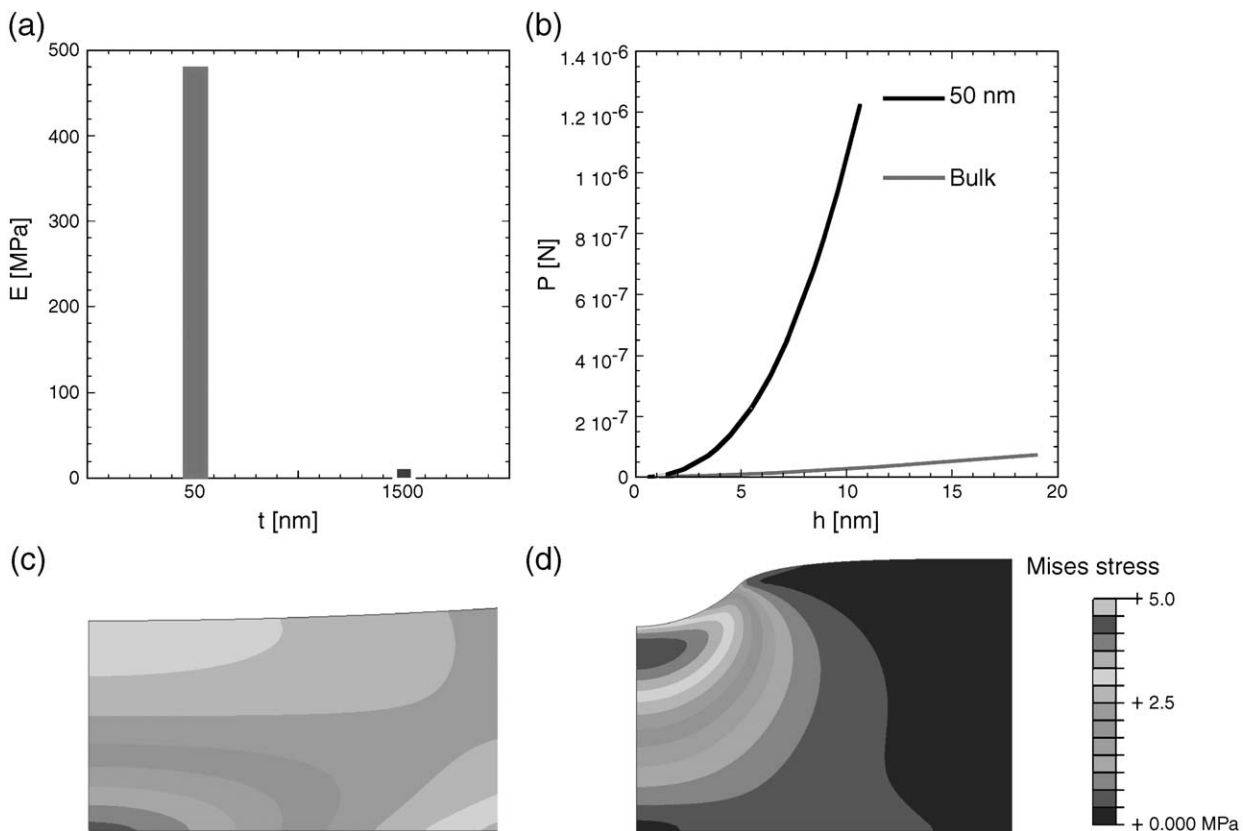 (a)
500
400
300
200
100
0
E [MPa]
50
1500
t [nm]
(b)
1.4 10-6
1.2 10-6
1 10-6
8 10-7
6 10-7
4 10-7
2 10-7
0
P [N]
50 nm
Bulk
0
5
10
15
20
h [nm]
(c)
(d)
Mises stress
+ 5.0
+ 2.5
+ 0.000 MPa